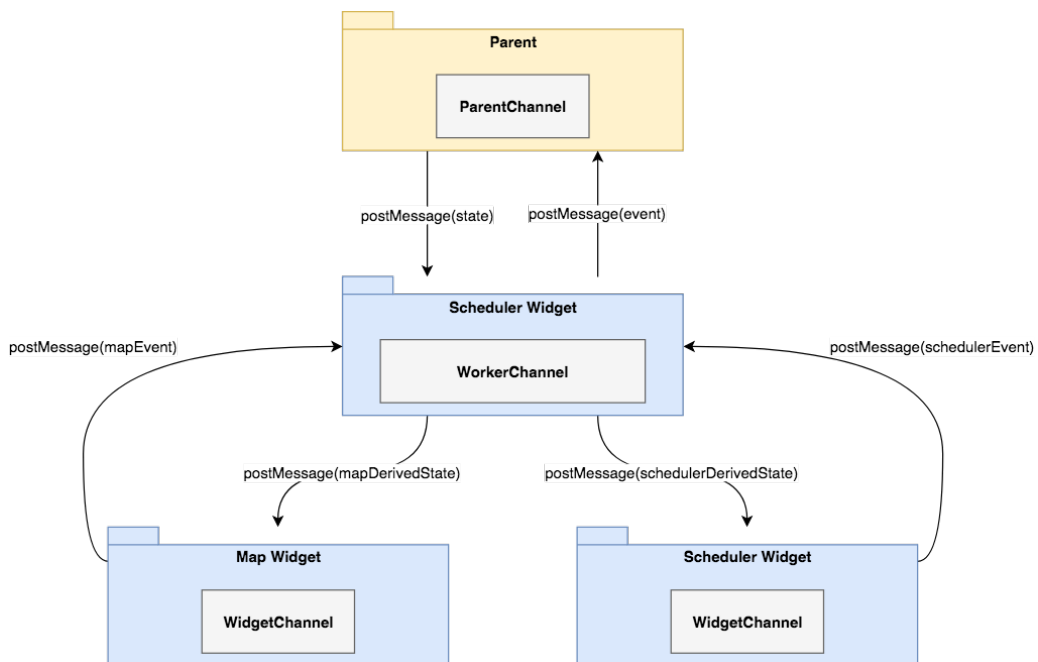 Parent
ParentChannel
postMessage(state)
postMessage(event)
Scheduler Widget
postMessage(mapEvent)
postMessage(schedulerEvent)
WorkerChannel
postMessage(mapDerivedState)
postMessage(schedulerDerivedState)
Map Widget
Scheduler Widget
WidgetChannel
WidgetChannel